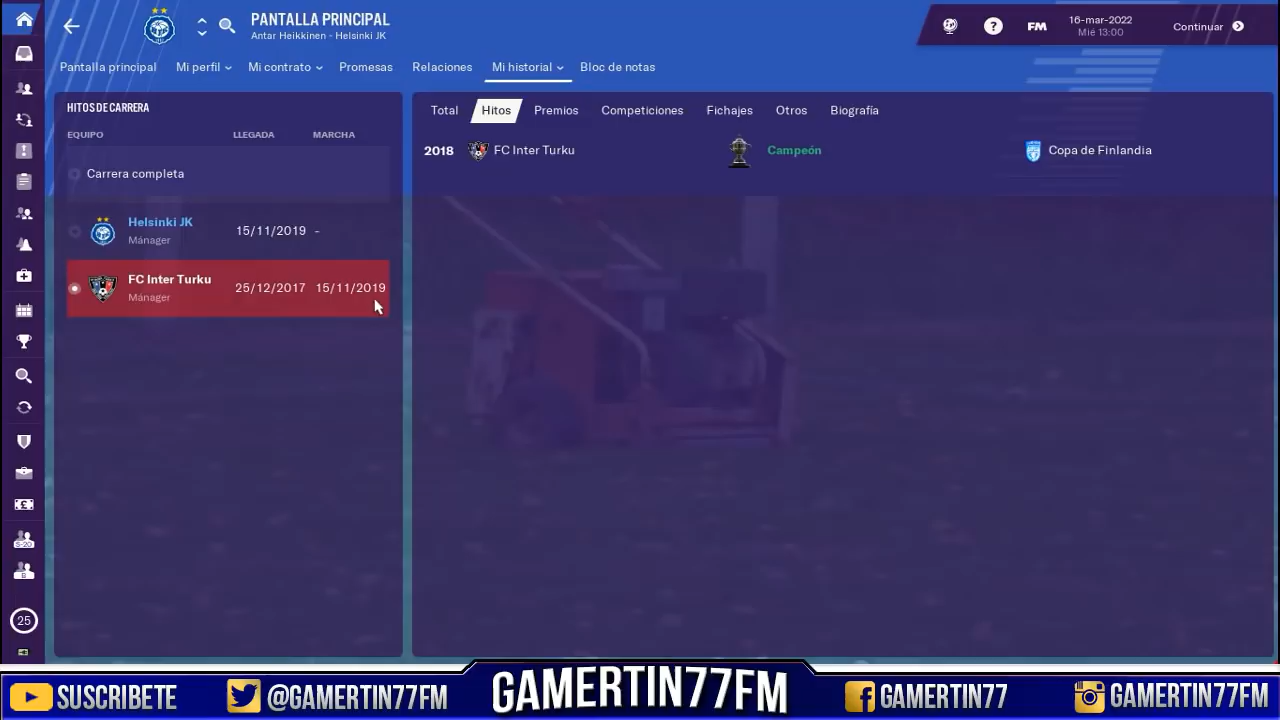 PANTALLA PRINCIPAL
Antar Heikkinen - Helsinki JK
?
FM
16-mar-2022
Mié 13:00
Continuar
Pantalla principal
Mi perfil
Mi contrato
Promesas
Relaciones
Mi historial
Bloc de notas
HITOS DE CARRERA
EQUIPO LLEGADA MARCHA
Carrera completa
Helsinki JK
Mánager
15/11/2019 -
FC Inter Turku
Mánager
25/12/2017 15/11/2019
Total Hitos Premios Competiciones Fichajes Otros Biografía
2018 FC Inter Turku Campeón Copa de Finlandia
S-20
B
25
SUSCRIBETE
@GAMERTIN77FM
GAMERTIN77FM
GAMERTIN77
GAMERTIN77FM